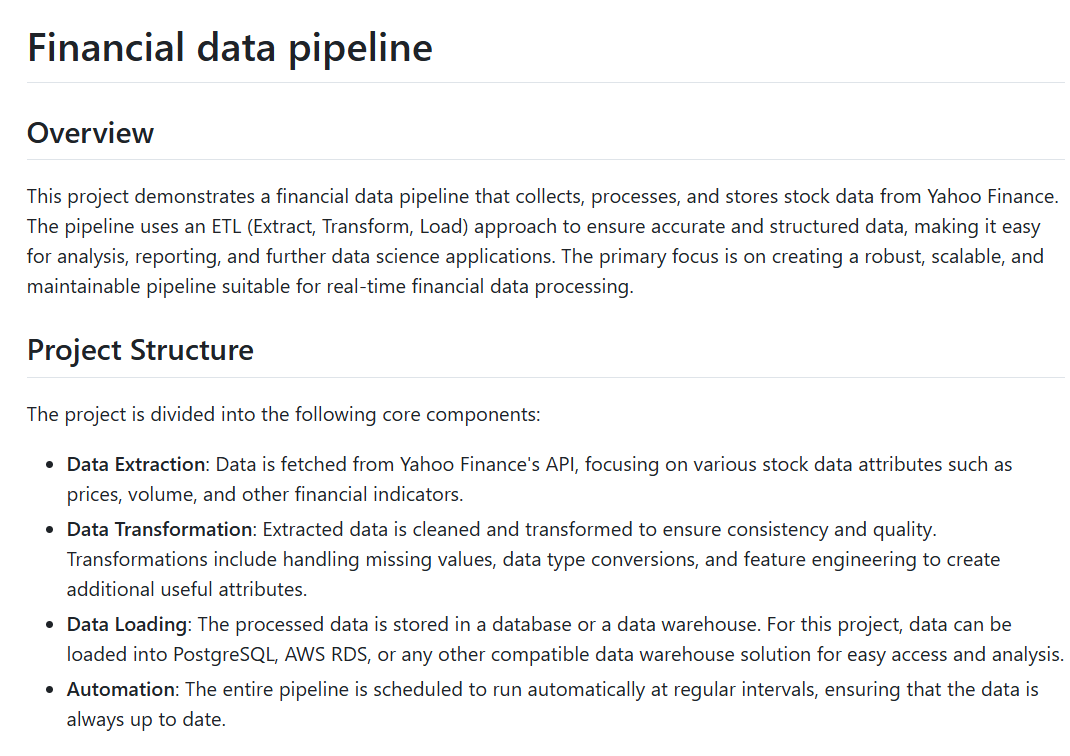 Financial data pipeline
Overview
This project demonstrates a financial data pipeline that collects, processes, and stores stock data from Yahoo Finance.
The pipeline uses an ETL (Extract, Transform, Load) approach to ensure accurate and structured data, making it easy
for analysis, reporting, and further data science applications. The primary focus is on creating a robust, scalable, and
maintainable pipeline suitable for real-time financial data processing.
Project Structure
The project is divided into the following core components:
• Data Extraction: Data is fetched from Yahoo Finance's API, focusing on various stock data attributes such as
prices, volume, and other financial indicators.
• Data Transformation: Extracted data is cleaned and transformed to ensure consistency and quality.
Transformations include handling missing values, data type conversions, and feature engineering to create
additional useful attributes.
• Data Loading: The processed data is stored in a database or a data warehouse. For this project, data can be
loaded into PostgreSQL, AWS RDS, or any other compatible data warehouse solution for easy access and analysis.
• Automation: The entire pipeline is scheduled to run automatically at regular intervals, ensuring that the data is
always up to date.